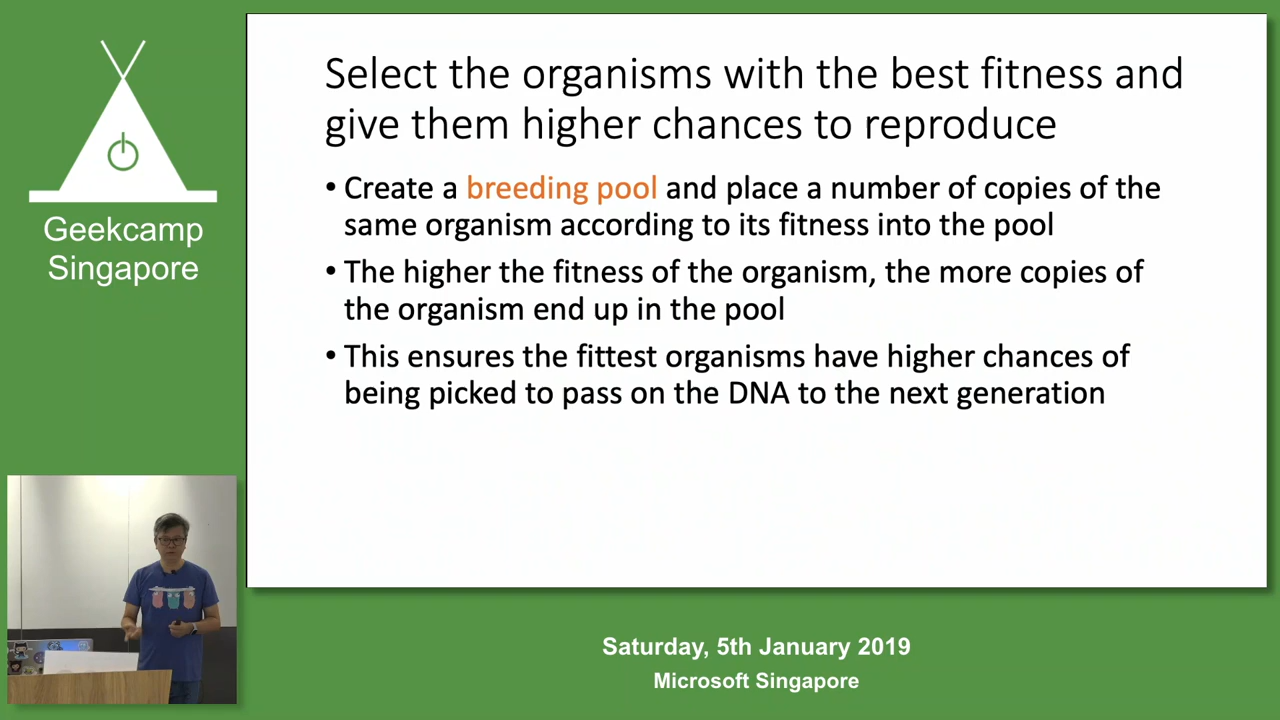 Geekcamp
Singapore
Select the organisms with the best fitness and
give them higher chances to reproduce
• Create a breeding pool and place a number of copies of the
same organism according to its fitness into the pool
• The higher the fitness of the organism, the more copies of
the organism end up in the pool
• This ensures the fittest organisms have higher chances of
being picked to pass on the DNA to the next generation
Saturday, 5th January 2019
Microsoft Singapore